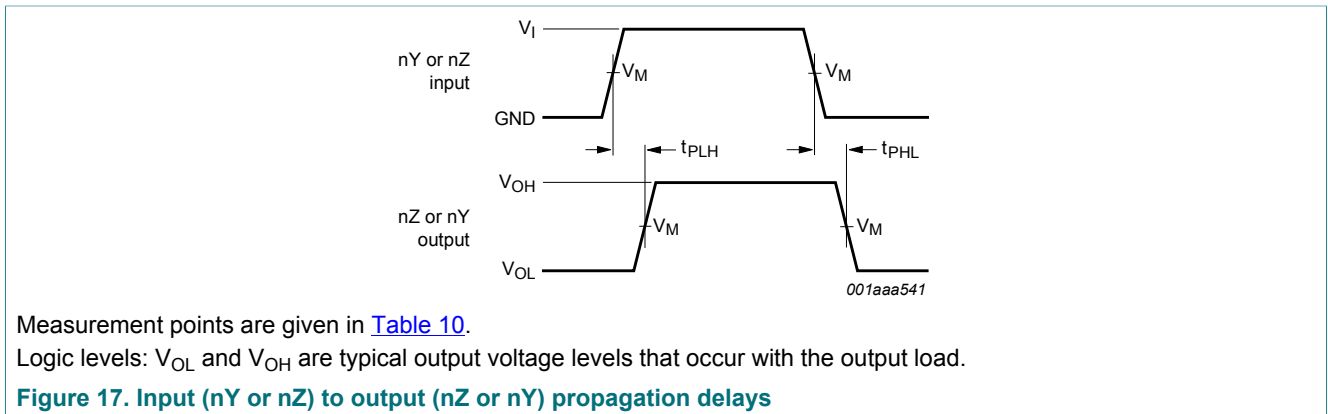 V_I
nY or nZ
input
V_M
V_M
GND
t_PLH
t_PHL
V_OH
nZ or nY
output
V_M
V_M
V_OL
001aaa541
Measurement points are given in Table 10.
Logic levels: V_OL and V_OH are typical output voltage levels that occur with the output load.
Figure 17. Input (nY or nZ) to output (nZ or nY) propagation delays